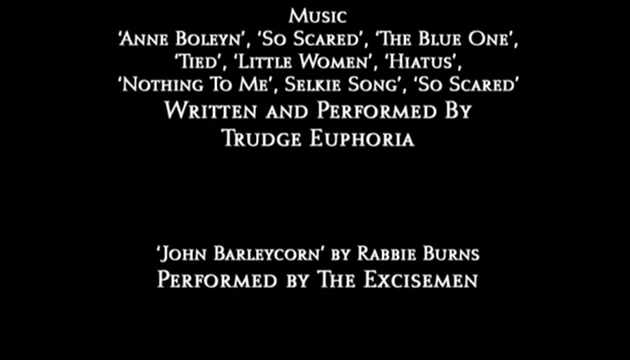 Music
‘Anne Boleyn’, ‘So Scared’, ‘The Blue One’,
‘Tied’, ‘Little Women’, ‘Hiatus’,
‘Nothing To Me’, Selkie Song’, ‘So Scared’
Written and Performed By
Trudge Euphoria
‘John Barleycorn’ by Rabbie Burns
Performed by The Excisemen